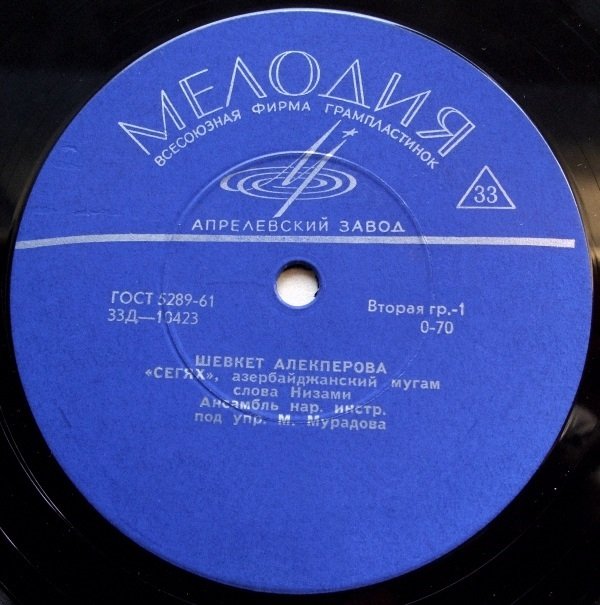 МЕЛОДИЯ
ВСЕСОЮЗНАЯ ФИРМА ГРАМПЛАСТИНОК
33
АПРЕЛЕВСКИЙ ЗАВОД
ГОСТ 5289-61
33Д—10423
Вторая гр.-1
0-70
ШЕВКЕТ АЛЕКПЕРОВА
«СЕГЯХ», азербайджанский мугам
слова Низами
Ансамбль нар. инстр.
под упр. М. Мурадова